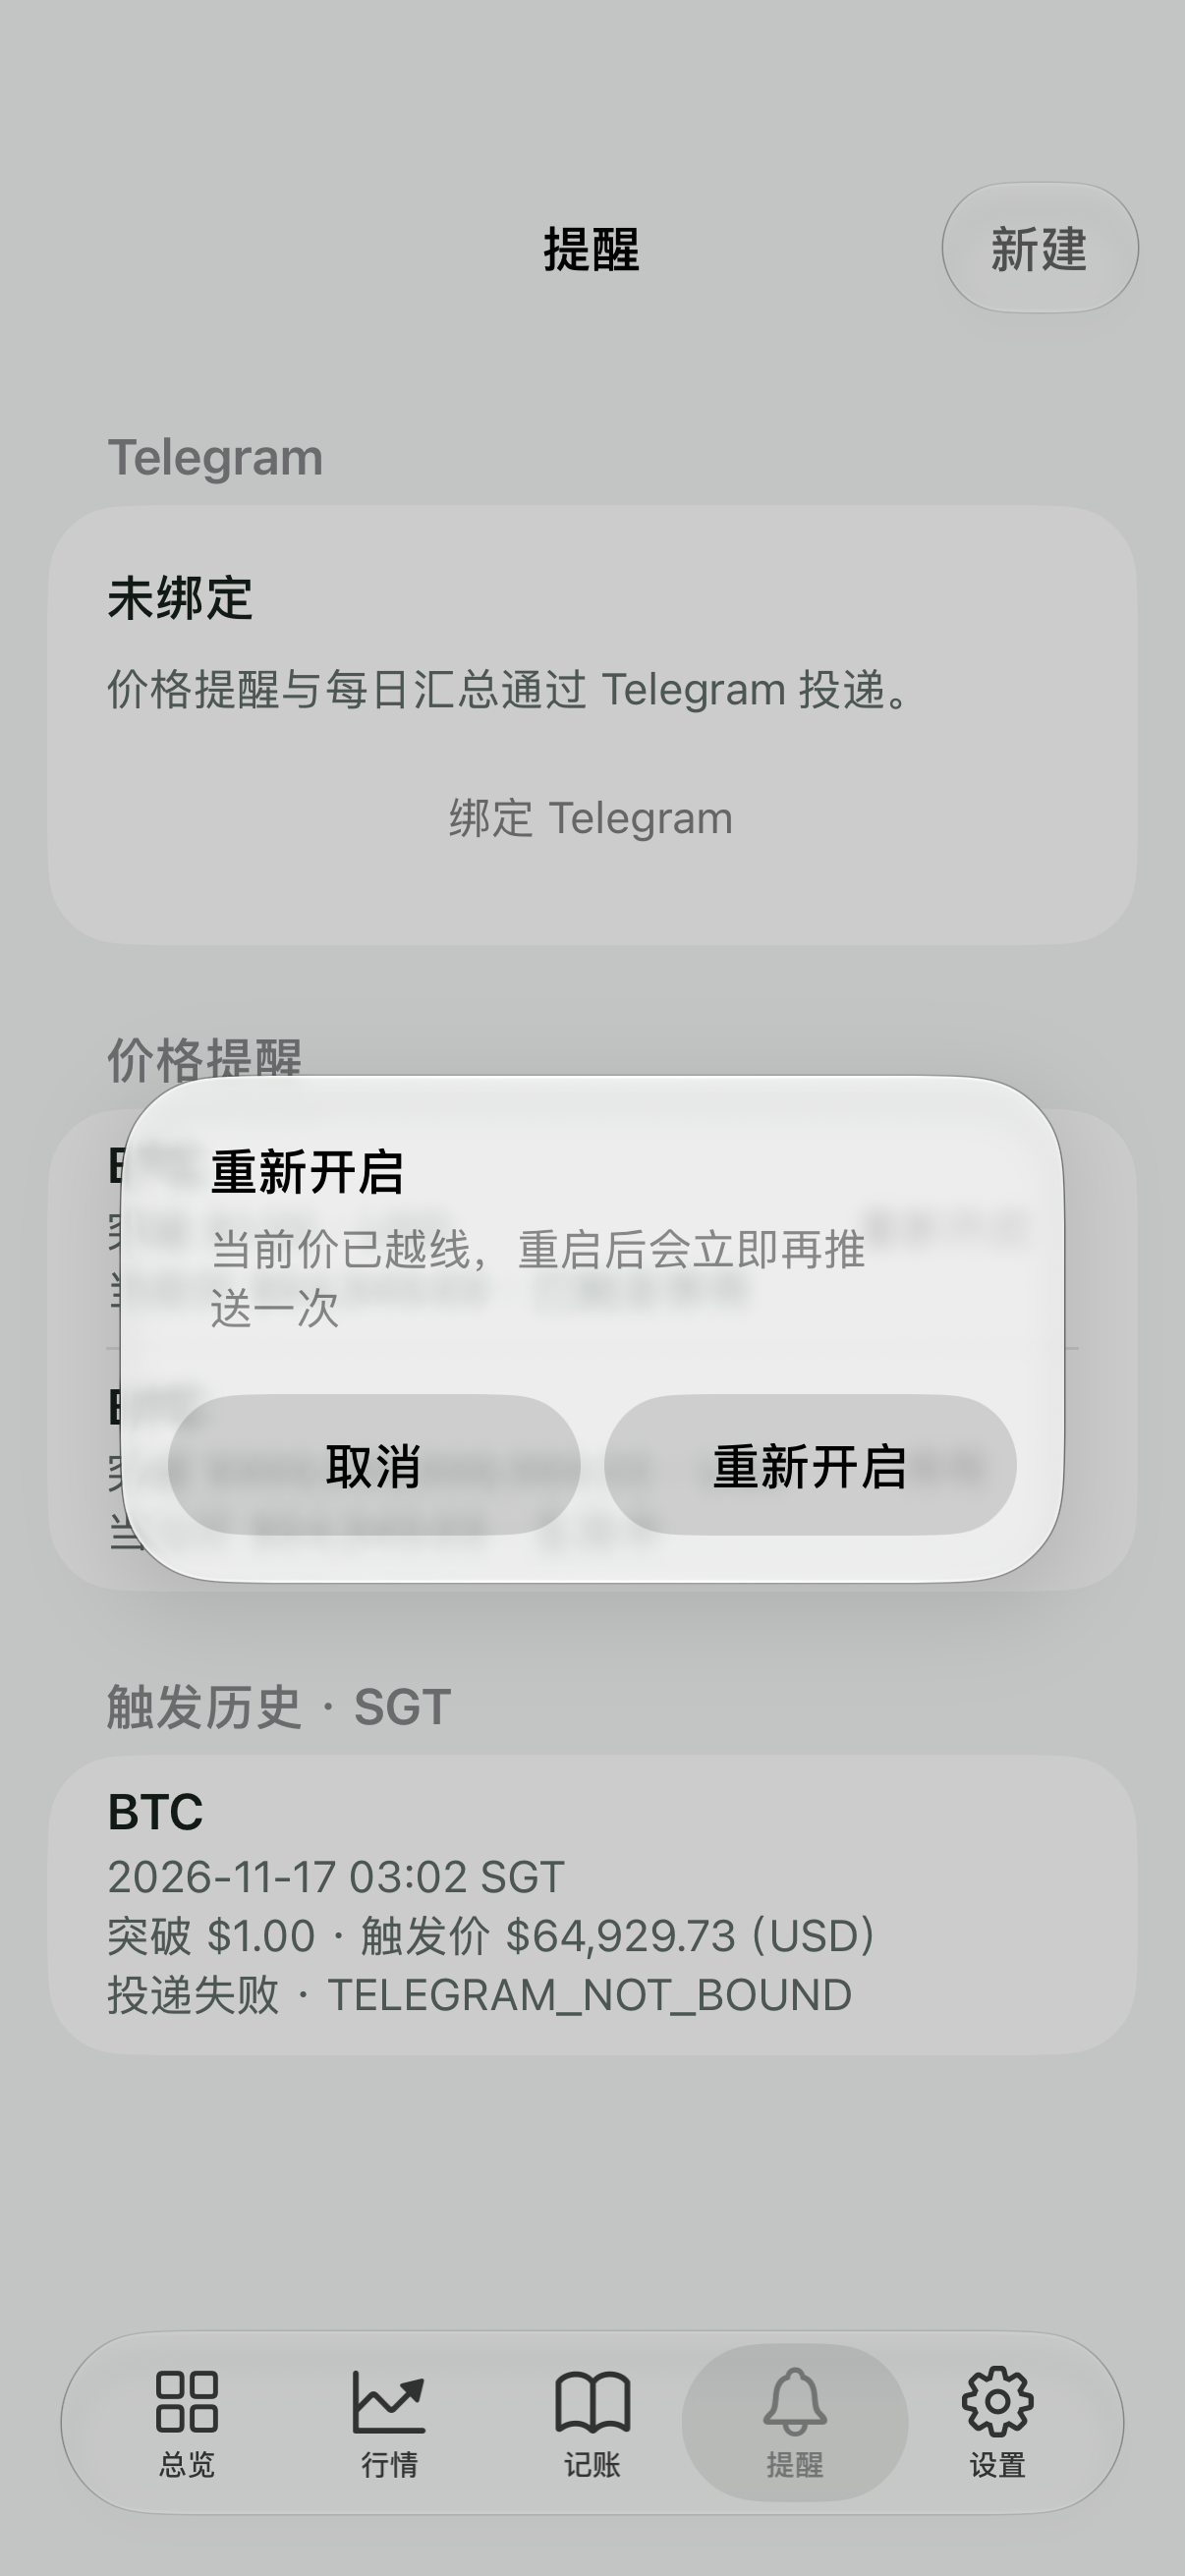 提醒
新建
Telegram
未绑定
价格提醒与每日汇总通过 Telegram 投递。
绑定 Telegram
价格提醒
重新开启
当前价已越线，重启后会立即再推
送一次
取消
重新开启
触发历史 · SGT
BTC
2026-11-17 03:02 SGT
突破 $1.00 · 触发价 $64,929.73 (USD)
投递失败 · TELEGRAM_NOT_BOUND
总览
行情
记账
提醒
设置